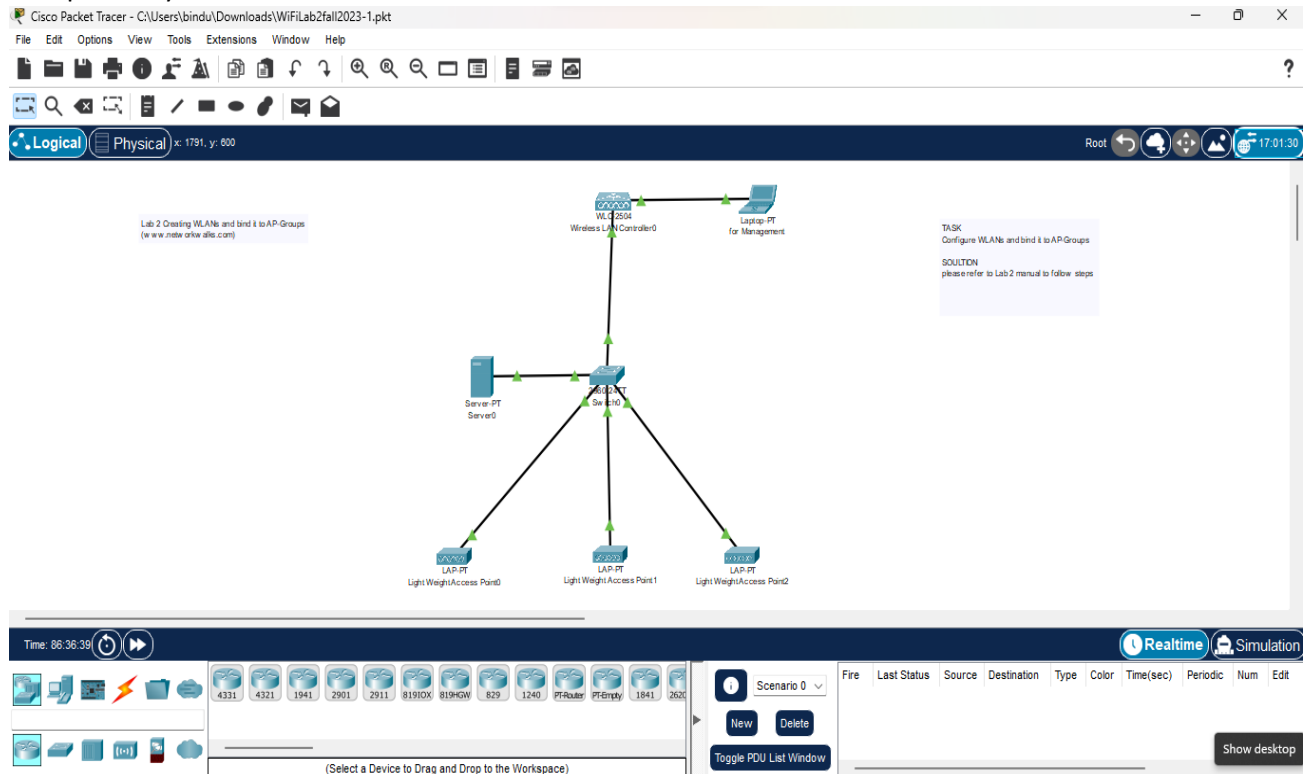 Cisco Packet Tracer - C:\Users\bindu\Downloads\WiFiLab2fall2023-1.pkt
File Edit Options View Tools Extensions Window Help
?
Logical Physical x: 1791, y: 600 Root 17:01:30
Lab 2 Creating WLANs and bind it to AP-Groups
(www.networkwalks.com)
WLC-2504
Wireless LAN Controller0
Laptop-PT
for Management
TASK
Configure WLANs and bind it to AP-Groups
SOULTION
please refer to Lab 2 manual to follow steps
Server-PT
Server0
2960-24TT
Switch0
LAP-PT
Light Weight Access Point0
LAP-PT
Light Weight Access Point1
LAP-PT
Light Weight Access Point2
Time: 86:36:39 Realtime Simulation
4331 4321 1941 2901 2911 819IOX 819HGW 829 1240 PT-Router PT-Empty 1841
Scenario 0
New Delete
Toggle PDU List Window
Fire Last Status Source Destination Type Color Time(sec) Periodic Num Edit
Show desktop
(Select a Device to Drag and Drop to the Workspace)